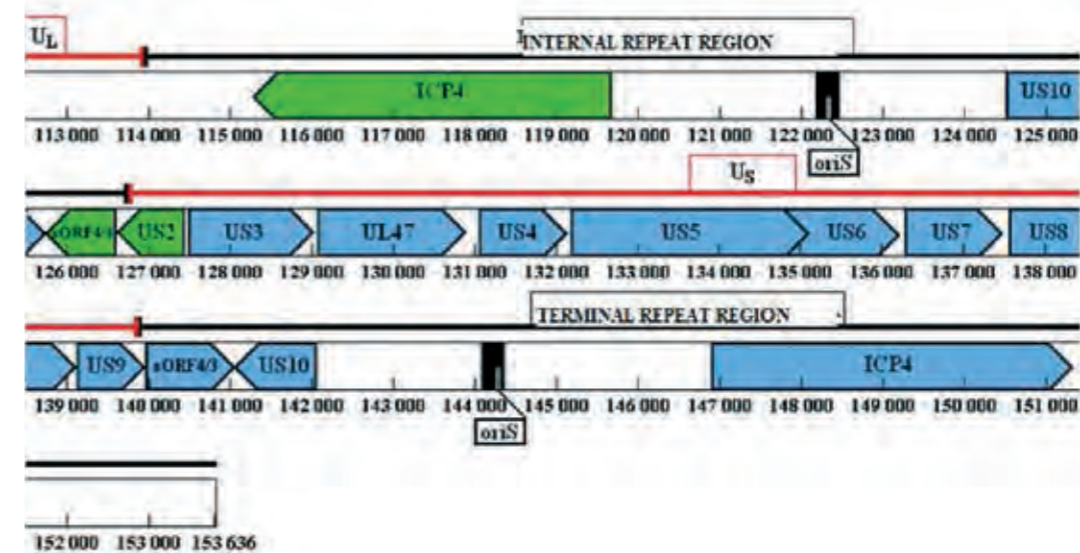 UL
INTERNAL REPEAT REGION
ICP4
US10
113 000 114 000 115 000 116 000 117 000 118 000 119 000 120 000 121 000 122 000 123 000 124 000 125 000
oriS
US
sORF4/3 US2 US3 UL47 US4 US5 US6 US7 US8
126 000 127 000 128 000 129 000 130 000 131 000 132 000 133 000 134 000 135 000 136 000 137 000 138 000
TERMINAL REPEAT REGION
US9 sORF4/3 US10 ICP4
139 000 140 000 141 000 142 000 143 000 144 000 145 000 146 000 147 000 148 000 149 000 150 000 151 000
oriS
152 000 153 000 153 636